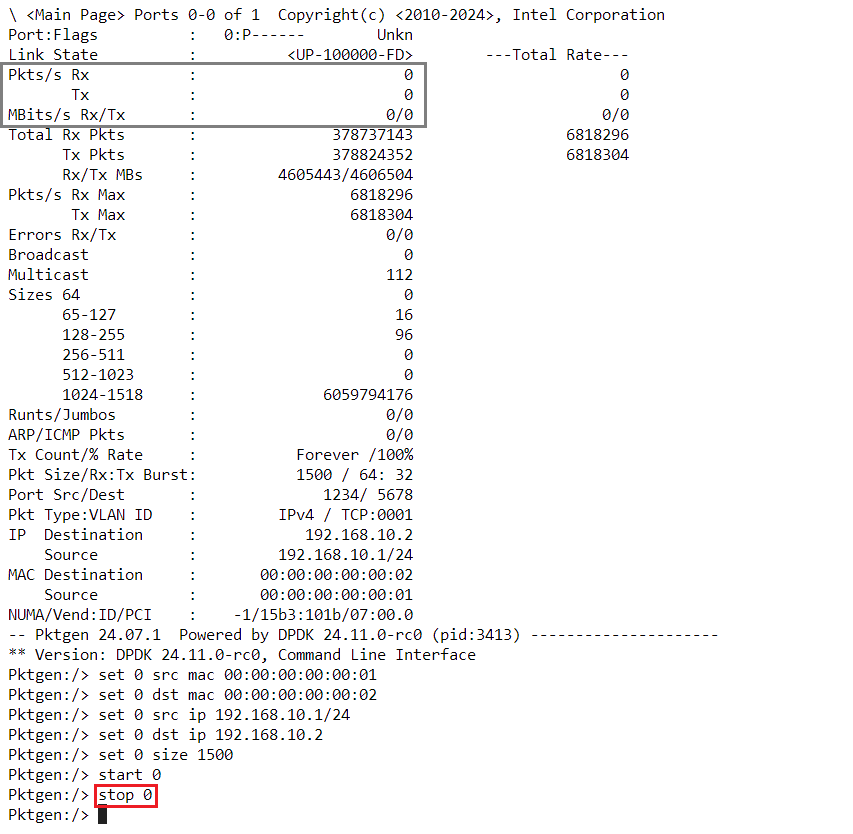 \ <Main Page> Ports 0-0 of 1  Copyright(c) <2010-2024>, Intel Corporation
Port:Flags          :   0:P------        Unkn
Link State          :          <UP-100000-FD>        ---Total Rate---
Pkts/s Rx           :                       0                       0
       Tx           :                       0                       0
MBits/s Rx/Tx       :                     0/0                     0/0
Total Rx Pkts       :               378737143                 6818296
      Tx Pkts       :               378824352                 6818304
      Rx/Tx MBs     :         4605443/4606504
Pkts/s Rx Max       :                 6818296
       Tx Max       :                 6818304
Errors Rx/Tx        :                     0/0
Broadcast           :                       0
Multicast           :                     112
Sizes 64            :                       0
      65-127        :                      16
      128-255       :                      96
      256-511       :                       0
      512-1023      :                       0
      1024-1518     :              6059794176
Runts/Jumbos        :                     0/0
ARP/ICMP Pkts       :                     0/0
Tx Count/% Rate     :           Forever /100%
Pkt Size/Rx:Tx Burst:           1500 / 64: 32
Port Src/Dest       :              1234/ 5678
Pkt Type:VLAN ID    :         IPv4 / TCP:0001
IP  Destination     :            192.168.10.2
    Source          :         192.168.10.1/24
MAC Destination     :       00:00:00:00:00:02
    Source          :       00:00:00:00:00:01
NUMA/Vend:ID/PCI    :    -1/15b3:101b/07:00.0
-- Pktgen 24.07.1  Powered by DPDK 24.11.0-rc0 (pid:3413) ---------------------
** Version: DPDK 24.11.0-rc0, Command Line Interface
Pktgen:/> set 0 src mac 00:00:00:00:00:01
Pktgen:/> set 0 dst mac 00:00:00:00:00:02
Pktgen:/> set 0 src ip 192.168.10.1/24
Pktgen:/> set 0 dst ip 192.168.10.2
Pktgen:/> set 0 size 1500
Pktgen:/> start 0
Pktgen:/> stop 0
Pktgen:/>